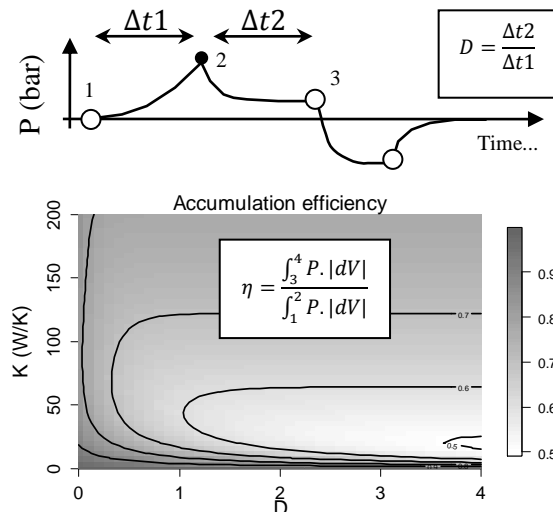 Δt1 Δt2
D = Δt2/Δt1
1 2 3
P (bar)
Time...
Accumulation efficiency
η = ∫₃⁴ P. |dV| / ∫₁² P. |dV|
K (W/K)
200
150
100
50
0
0 1 2 3 4
D
0.7
0.6
0.5
0.9
0.8
0.7
0.6
0.5